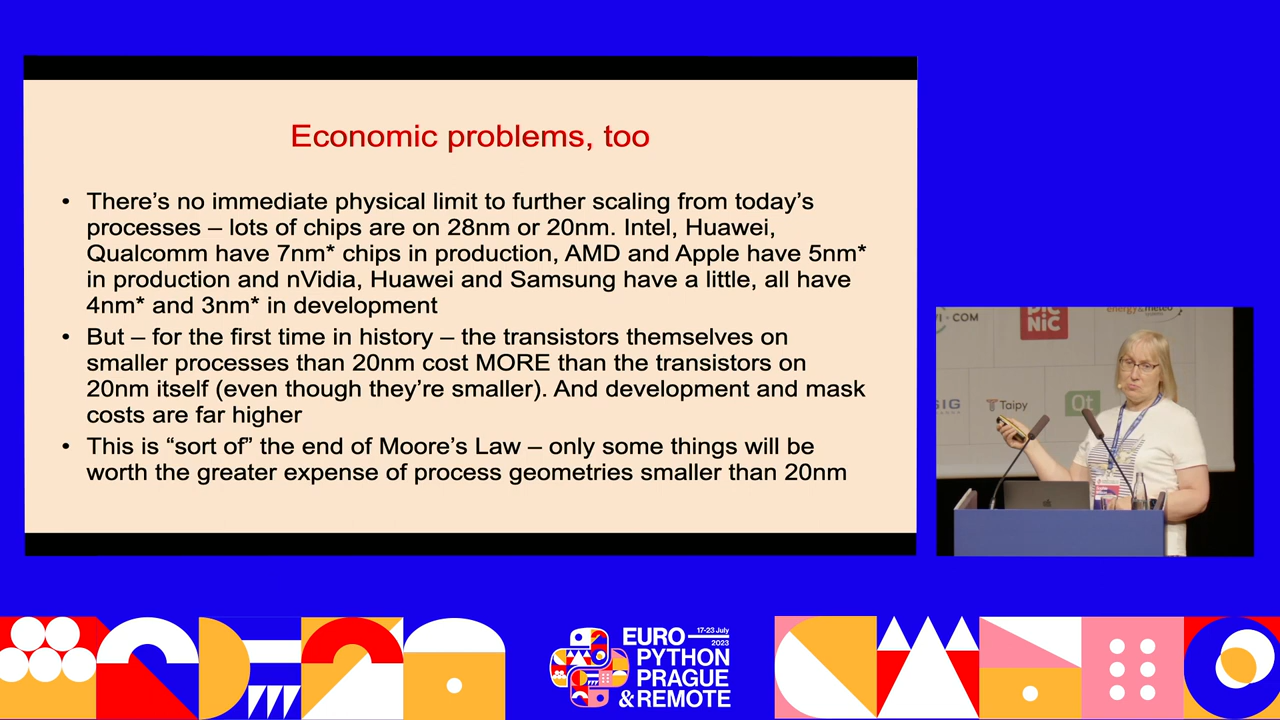 Economic problems, too
• There's no immediate physical limit to further scaling from today's
processes – lots of chips are on 28nm or 20nm. Intel, Huawei,
Qualcomm have 7nm* chips in production, AMD and Apple have 5nm*
in production and nVidia, Huawei and Samsung have a little, all have
4nm* and 3nm* in development
• But – for the first time in history – the transistors themselves on
smaller processes than 20nm cost MORE than the transistors on
20nm itself (even though they're smaller). And development and mask
costs are far higher
• This is “sort of” the end of Moore's Law – only some things will be
worth the greater expense of process geometries smaller than 20nm
.COM
PiC
NiC
energy & meteo
SIG
Taipy
Qt
EURO
17-23 July
2023
PYTHON
PRAGUE
& REMOTE